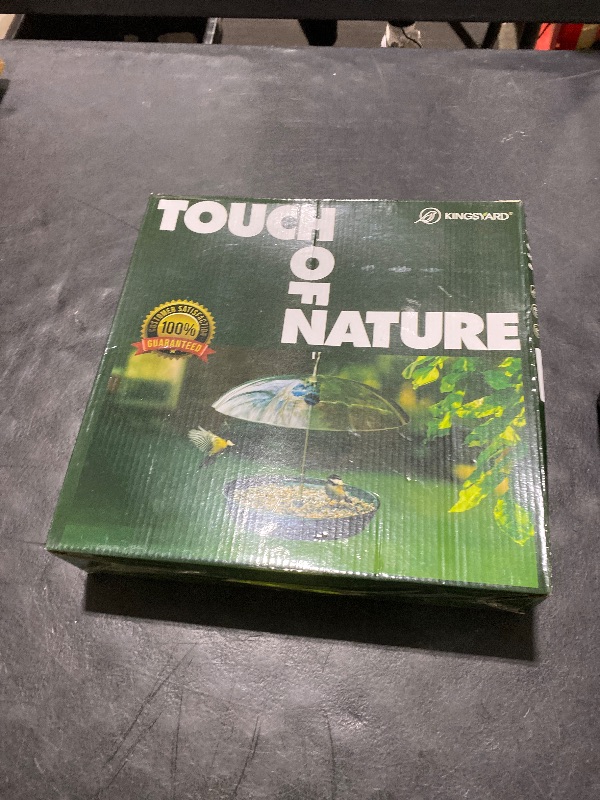 TOUCH
OF
NATURE
KINGSYARD®
CUSTOMER SATISFACTION
100%
GUARANTEED